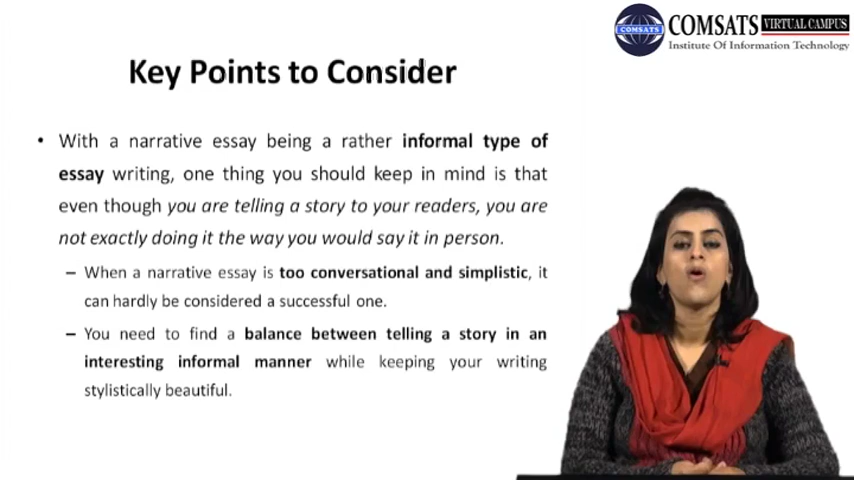 COMSATS
COMSATS VIRTUAL CAMPUS
Institute Of Information Technology
Key Points to Consider
• With a narrative essay being a rather informal type of
essay writing, one thing you should keep in mind is that
even though you are telling a story to your readers, you are
not exactly doing it the way you would say it in person.
– When a narrative essay is too conversational and simplistic, it
can hardly be considered a successful one.
– You need to find a balance between telling a story in an
interesting informal manner while keeping your writing
stylistically beautiful.